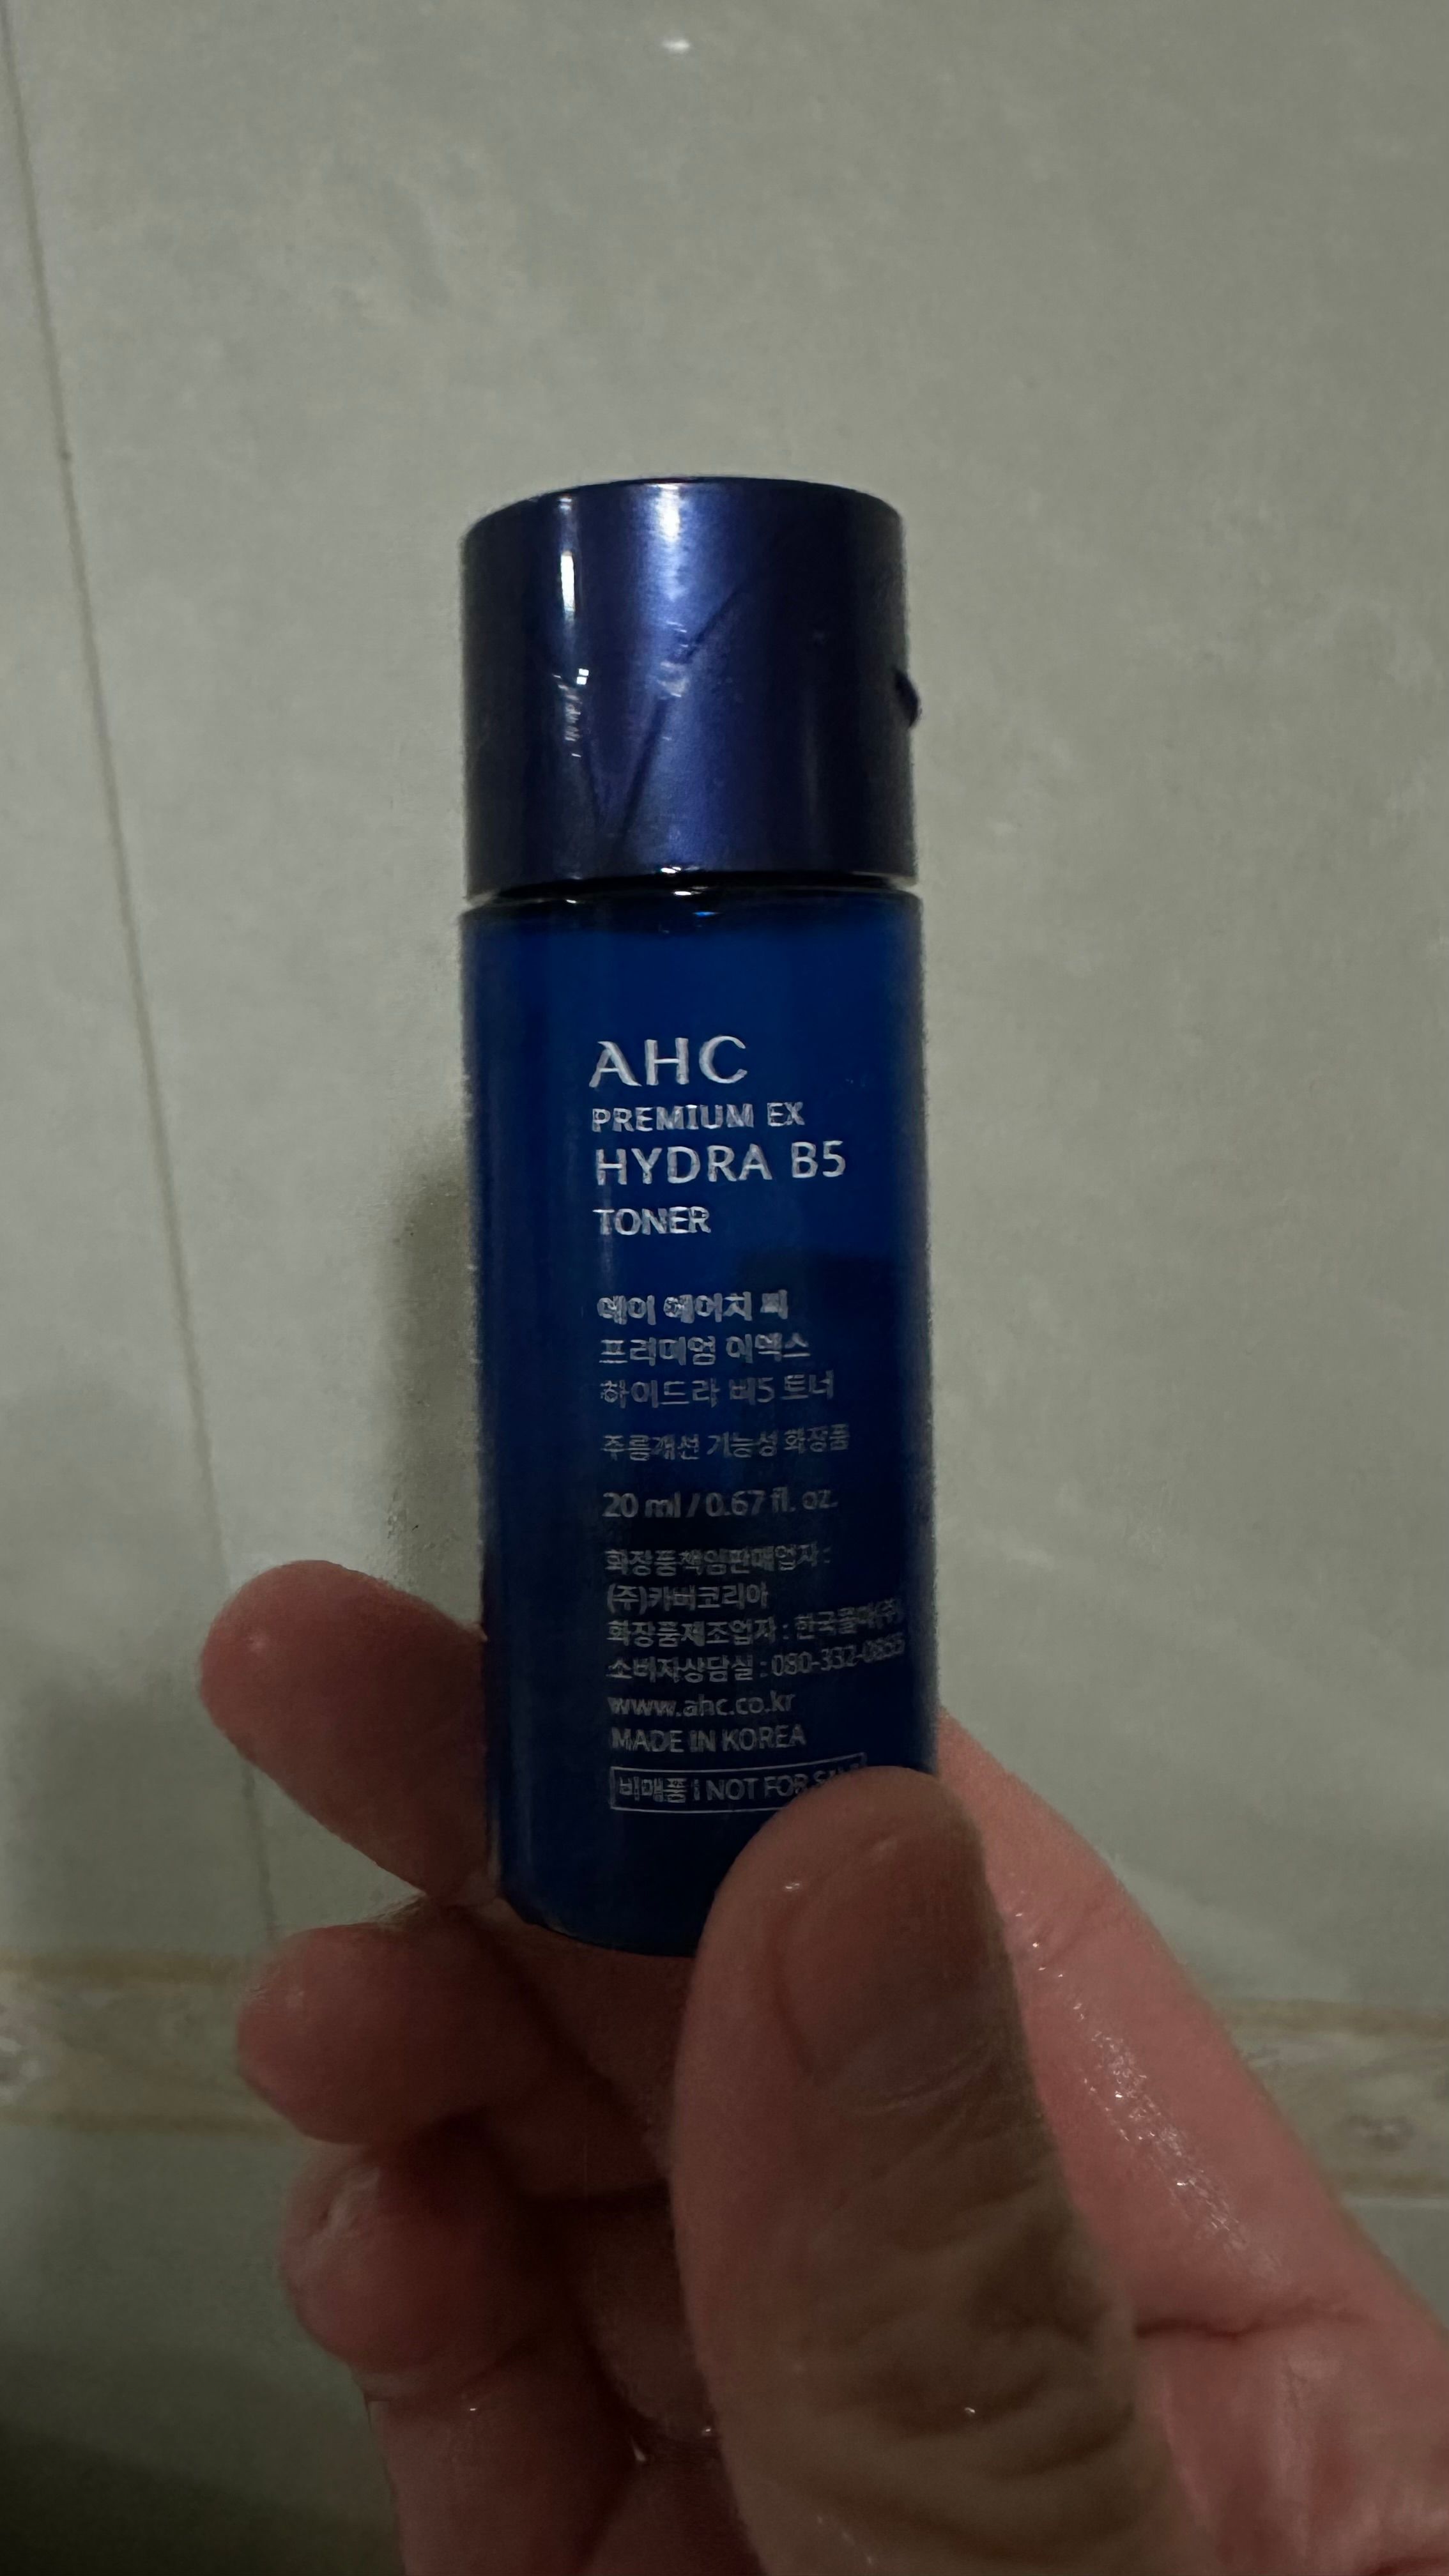 AHC
PREMIUM EX
HYDRA B5
TONER
에이 에이치 씨
프리미엄 이엑스
하이드라 비5 토너
주름개선 기능성 화장품
20 ml / 0.67 fl. oz.
화장품책임판매업자 :
(주)카버코리아
화장품제조업자 : 한국콜마(주)
소비자상담실 :
www.ahc.co.kr
MADE IN KOREA
비매품 I NOT FOR